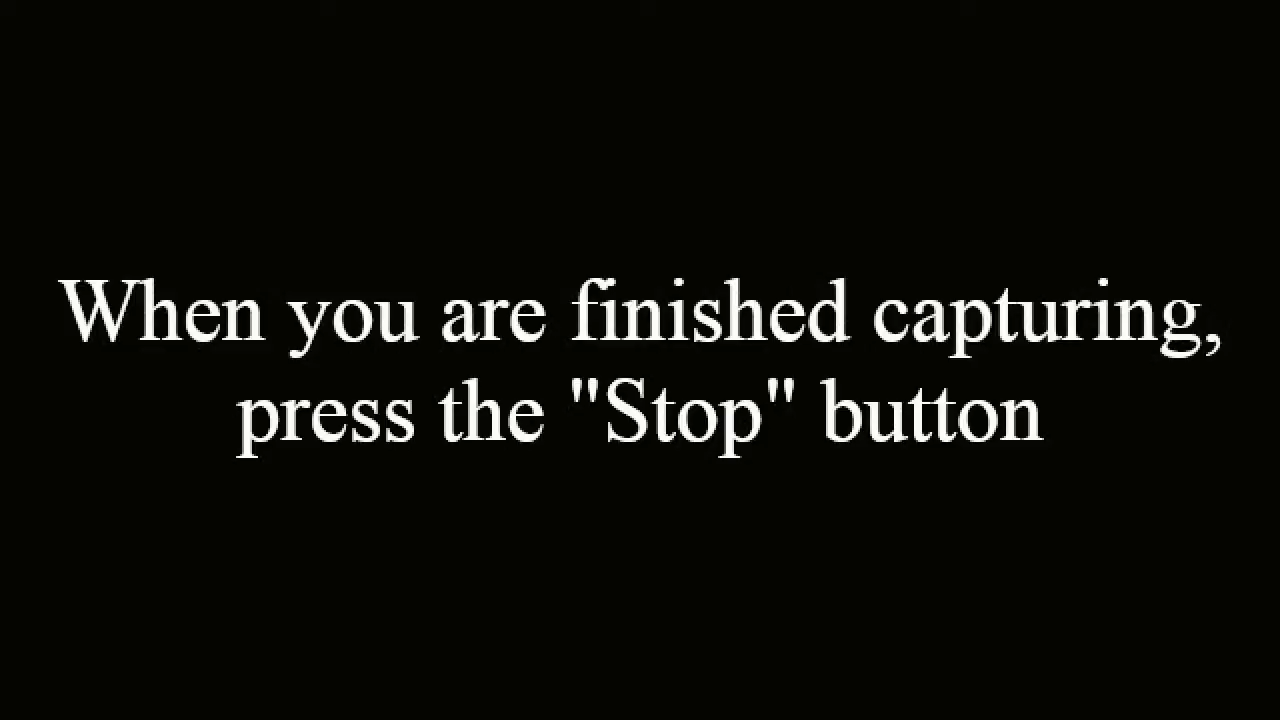 When you are finished capturing,
press the "Stop" button